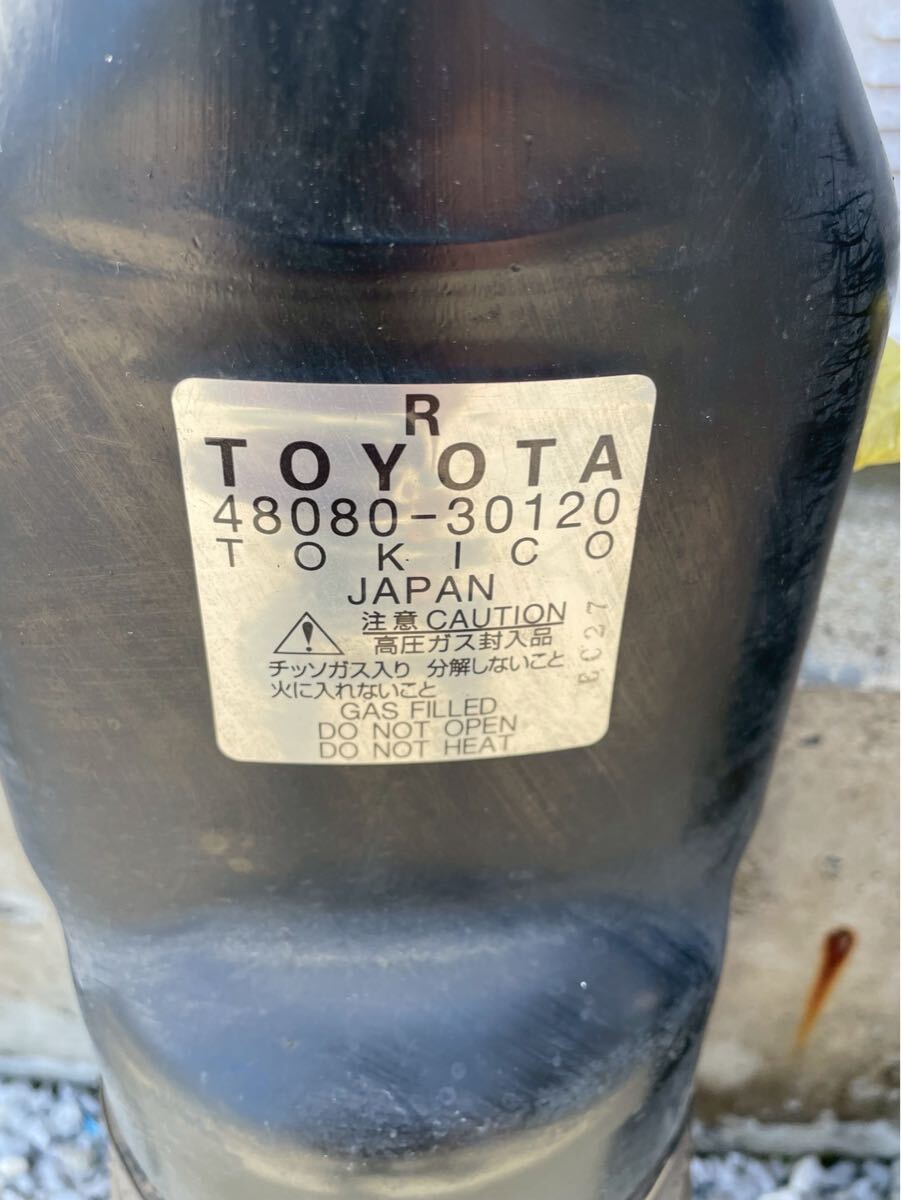 R
TOYOTA
48080-30120
TOKICO
JAPAN
注意 CAUTION
高圧ガス封入品
チッソガス入り 分解しないこと
火に入れないこと
GAS FILLED
DO NOT OPEN
DO NOT HEAT
EC27